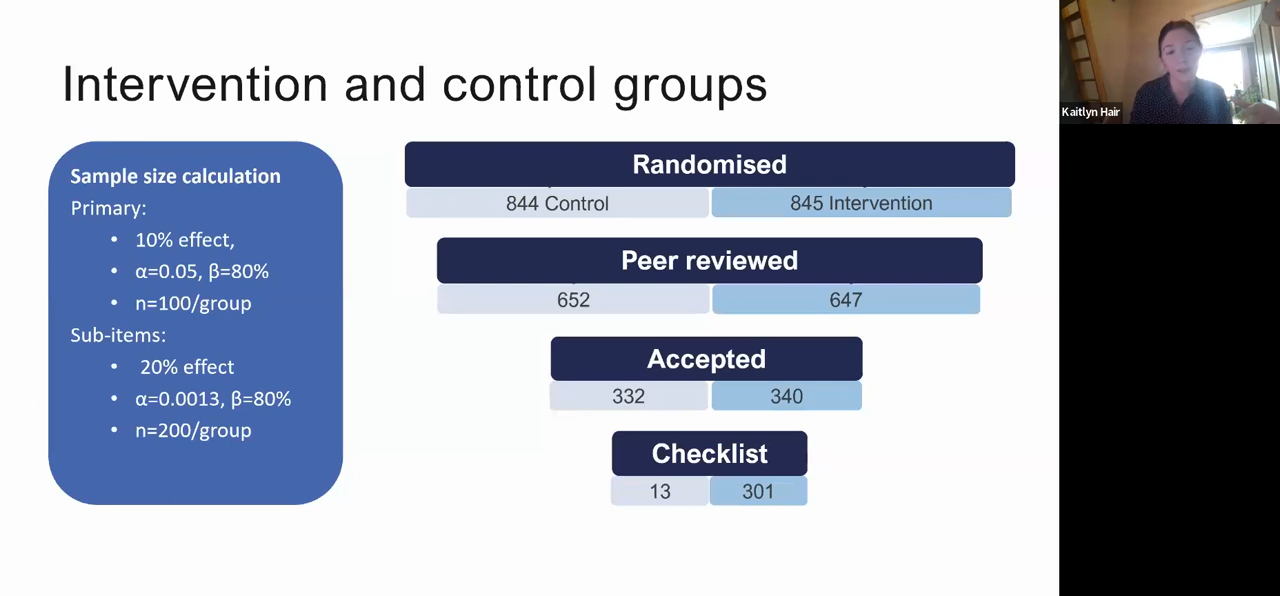 Intervention and control groups
Sample size calculation
Primary:
• 10% effect,
• α=0.05, β=80%
• n=100/group
Sub-items:
• 20% effect
• α=0.0013, β=80%
• n=200/group
Randomised
844 Control 845 Intervention
Peer reviewed
652 647
Accepted
332 340
Checklist
13 301
Kaitlyn Hair